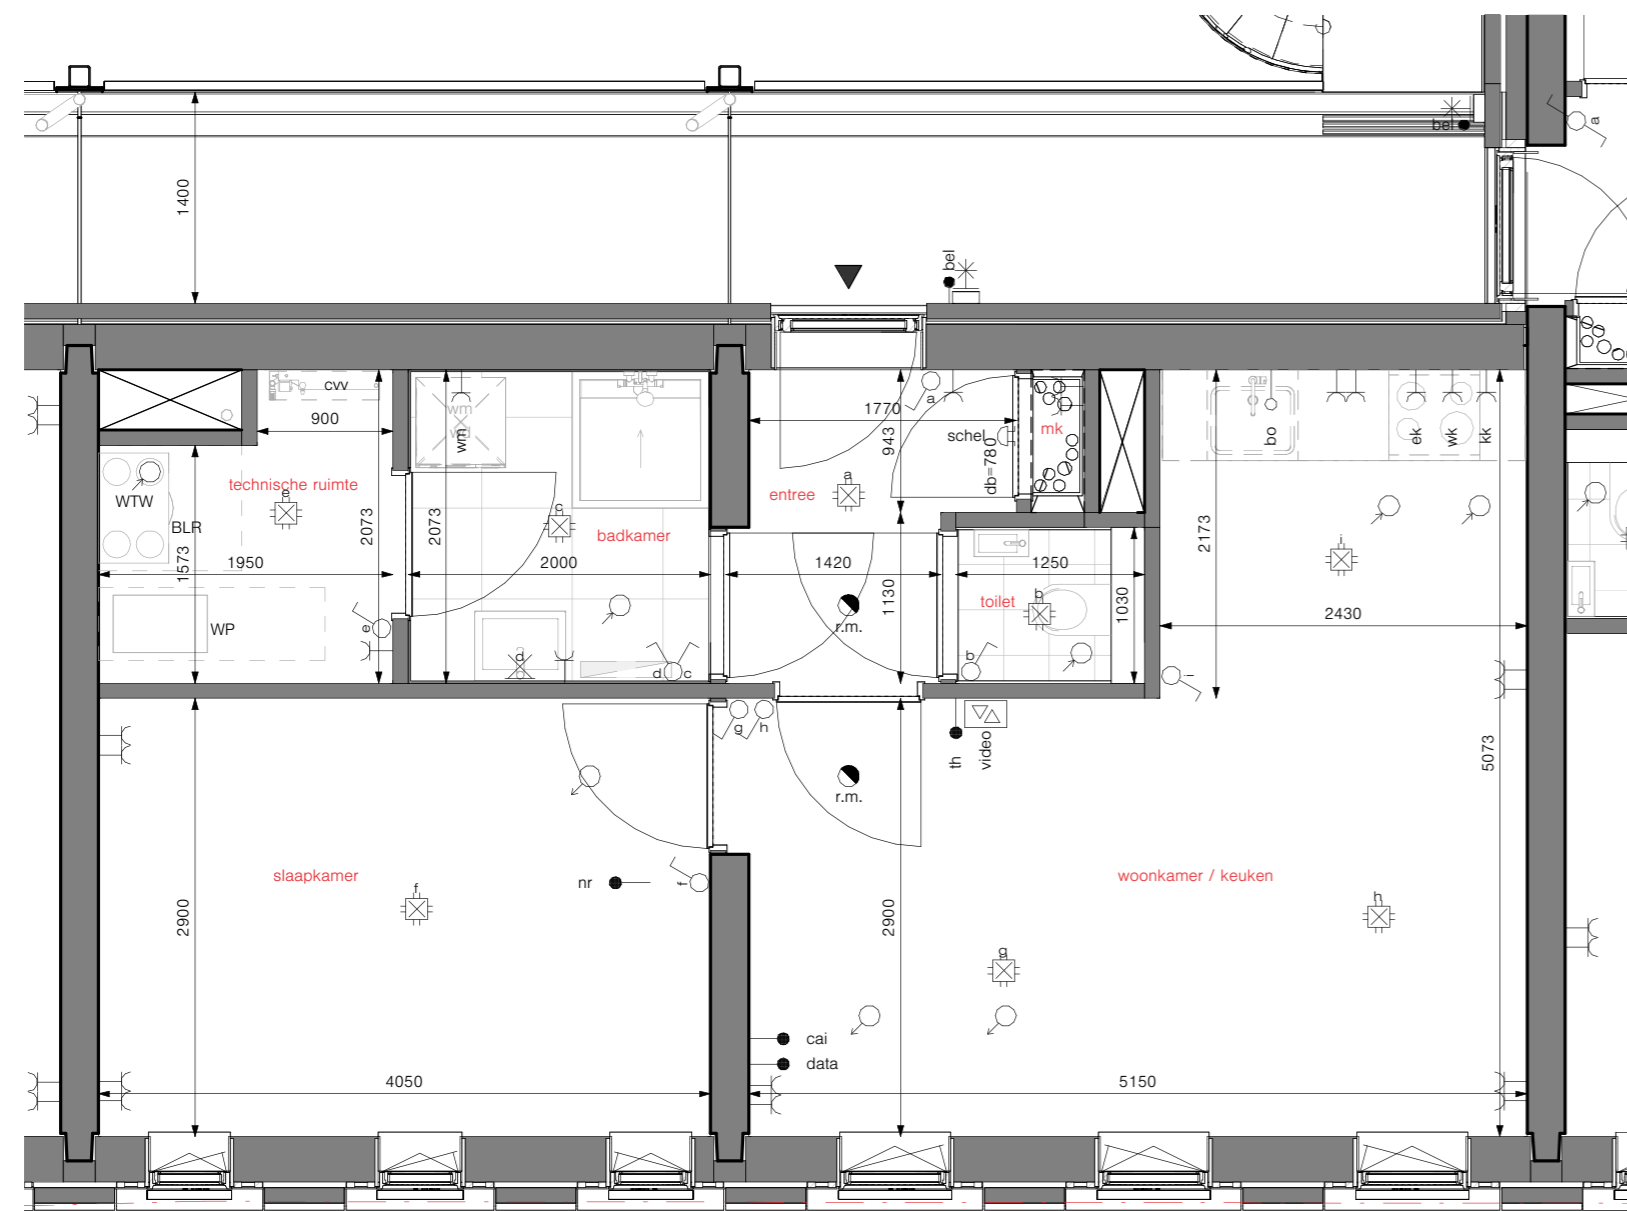 a
bel
1400
bel
cvv
900
wm
wm
1770
a
943
schel
db=780
mk
bo
ek
wk
kk
technische ruimte
e
WTW
BLR
1573
2073
2073
c
badkamer
entree
a
2173
i
1950
2000
1420
1130
1250
toilet
b
1030
r.m.
2430
WP
e
d
d
c
b
i
g
h
th
video
5073
r.m.
slaapkamer
f
nr
f
woonkamer / keuken
h
2900
2900
g
cai
data
4050
5150